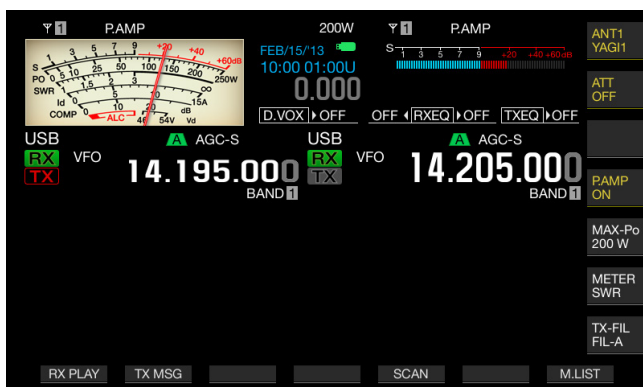 1 P.AMP 200W 1 P.AMP
ANT1
YAGI1
S 1 3 5 7 9 +20 +40 +60dB
PO 0 5 10 25 50 100 150 200 250W
SWR 1 1.5 2 3 ∞
Id 0 5 10 15A
COMP 0 10 20 dB
ALC 46 54V Vd
FEB/15/'13
10:00 01:00U
0.000
S 1 3 5 7 9 +20 +40 +60dB
ATT
OFF
D.VOX OFF OFF RXEQ OFF TXEQ OFF
USB A AGC-S USB A AGC-S
RX VFO 14.195.000 RX VFO 14.205.000
TX TX
BAND 1 BAND 1
P.AMP
ON
MAX-Po
200 W
METER
SWR
TX-FIL
FIL-A
RX PLAY TX MSG SCAN M.LIST